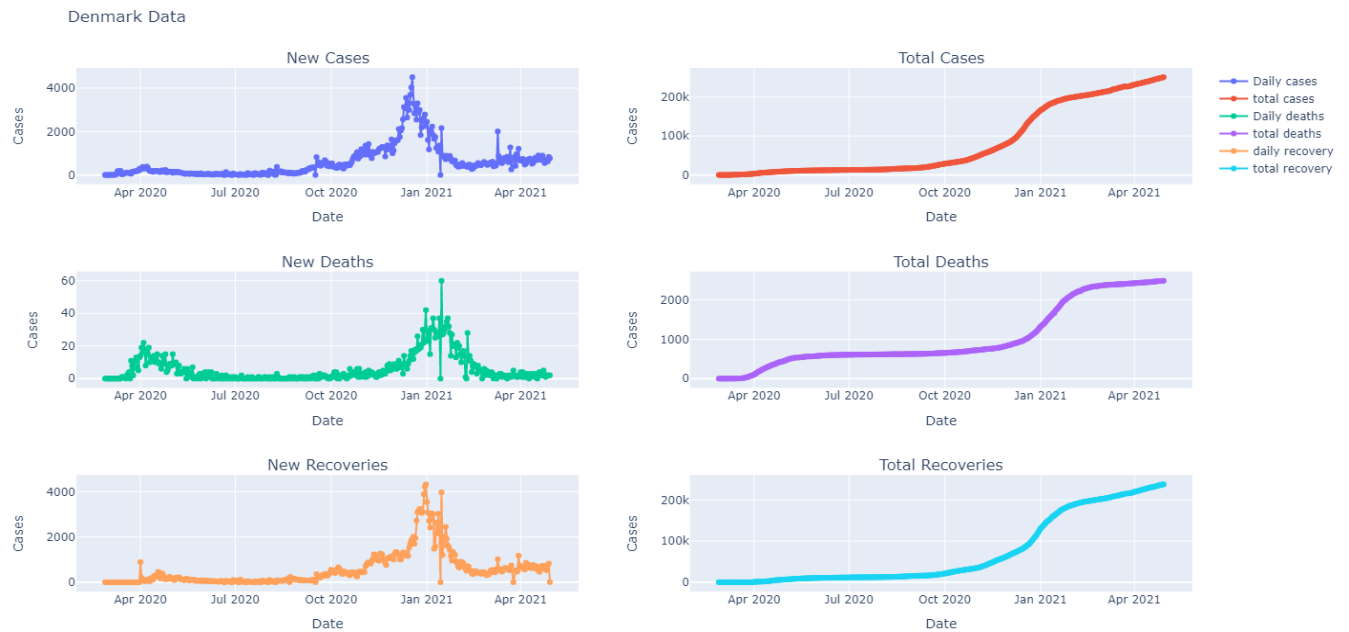 Denmark Data
New Cases
Total Cases
Cases
4000
2000
0
Apr 2020 Jul 2020 Oct 2020 Jan 2021 Apr 2021
Date
Cases
200k
100k
0
Apr 2020 Jul 2020 Oct 2020 Jan 2021 Apr 2021
Date
Daily cases
total cases
Daily deaths
total deaths
daily recovery
total recovery
New Deaths
Total Deaths
Cases
60
40
20
0
Apr 2020 Jul 2020 Oct 2020 Jan 2021 Apr 2021
Date
Cases
2000
1000
0
Apr 2020 Jul 2020 Oct 2020 Jan 2021 Apr 2021
Date
New Recoveries
Total Recoveries
Cases
4000
2000
0
Apr 2020 Jul 2020 Oct 2020 Jan 2021 Apr 2021
Date
Cases
200k
100k
0
Apr 2020 Jul 2020 Oct 2020 Jan 2021 Apr 2021
Date